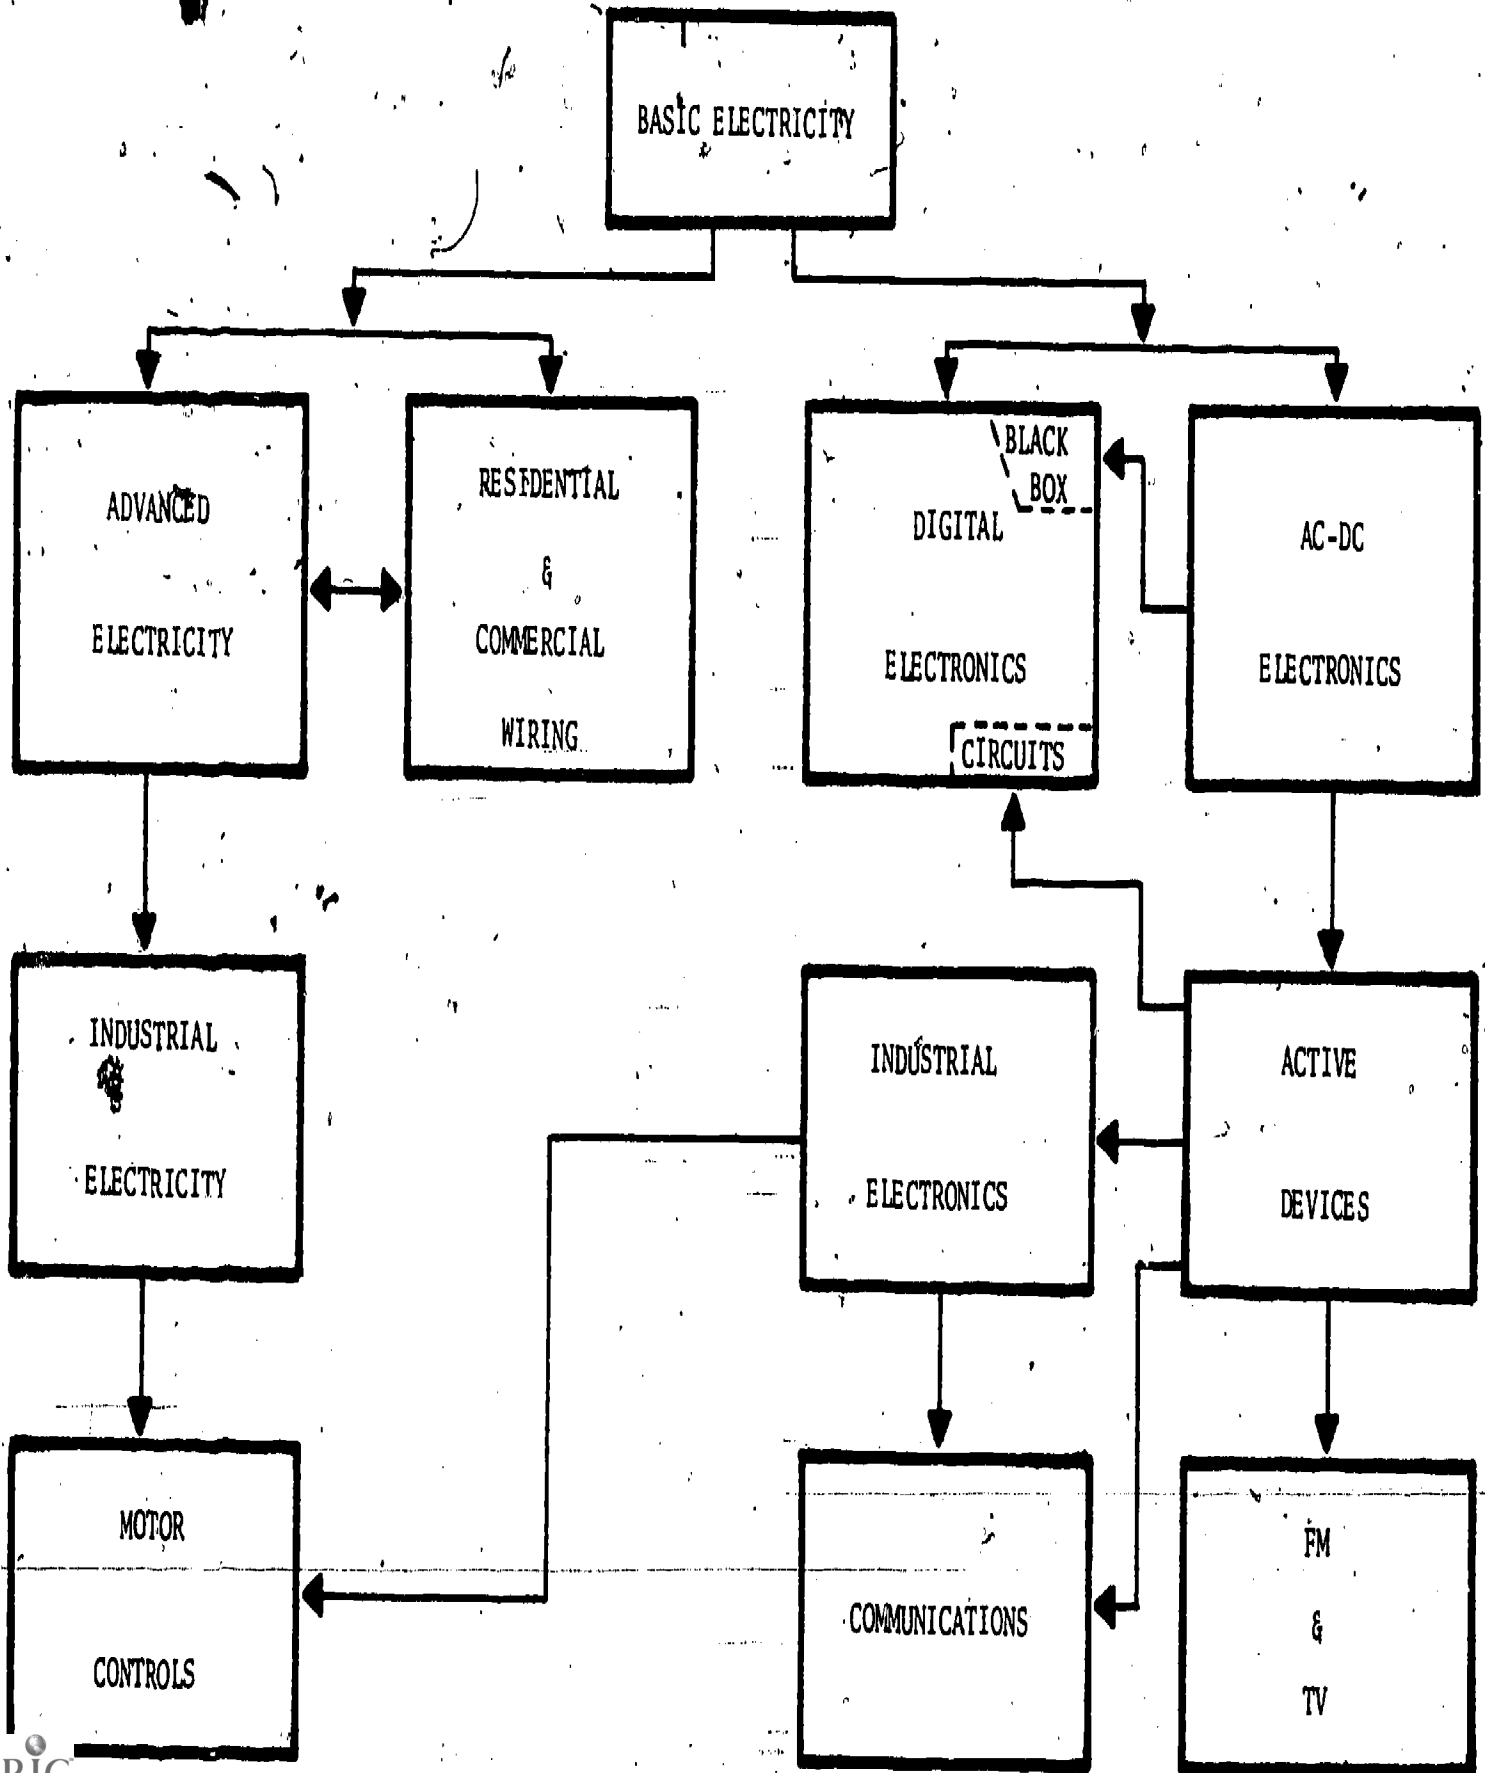 BASIC ELECTRICITY
ADVANCED
ELECTRICITY
RESIDENTIAL
&
COMMERCIAL
WIRING
BLACK
BOX
DIGITAL
ELECTRONICS
CIRCUITS
AC-DC
ELECTRONICS
INDUSTRIAL
ELECTRICITY
INDUSTRIAL
ELECTRONICS
ACTIVE
DEVICES
MOTOR
CONTROLS
COMMUNICATIONS
FM
&
TV